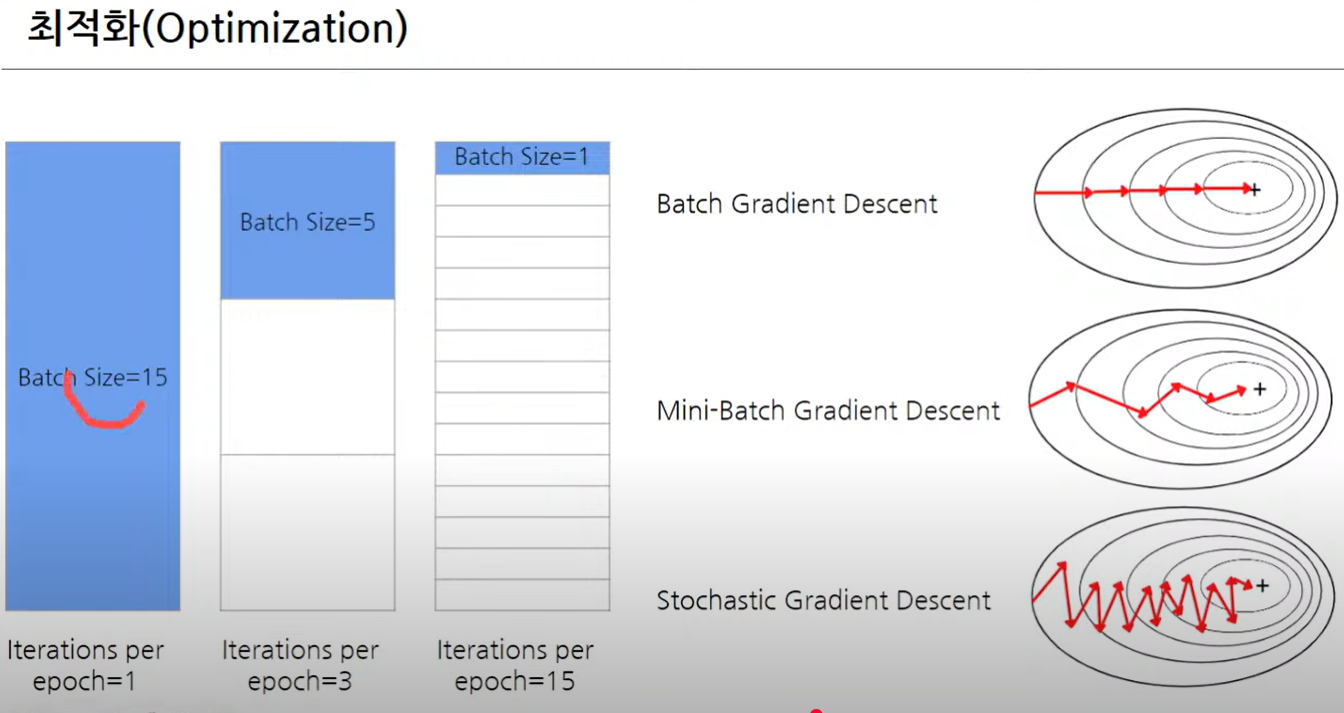 최적화(Optimization)
Batch Size=15
Batch Size=5
Batch Size=1
Iterations per
epoch=1
Iterations per
epoch=3
Iterations per
epoch=15
Batch Gradient Descent
Mini-Batch Gradient Descent
Stochastic Gradient Descent